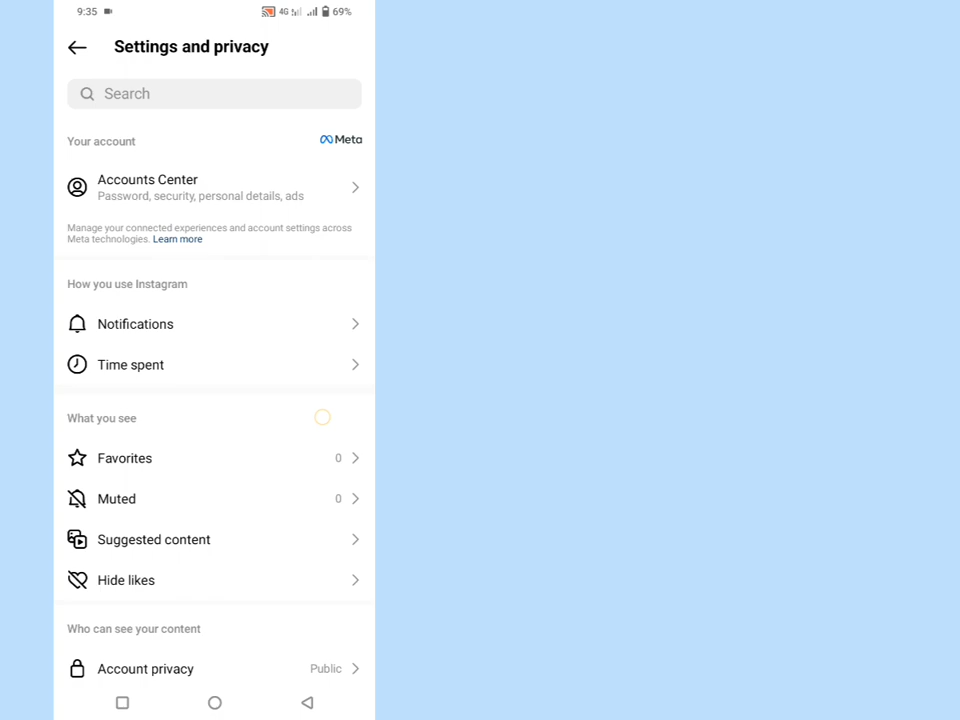 9:35 4G 69%
Settings and privacy
Search
Your account Meta
Accounts Center
Password, security, personal details, ads
Manage your connected experiences and account settings across
Meta technologies. Learn more
How you use Instagram
Notifications
Time spent
What you see
Favorites 0
Muted 0
Suggested content
Hide likes
Who can see your content
Account privacy Public